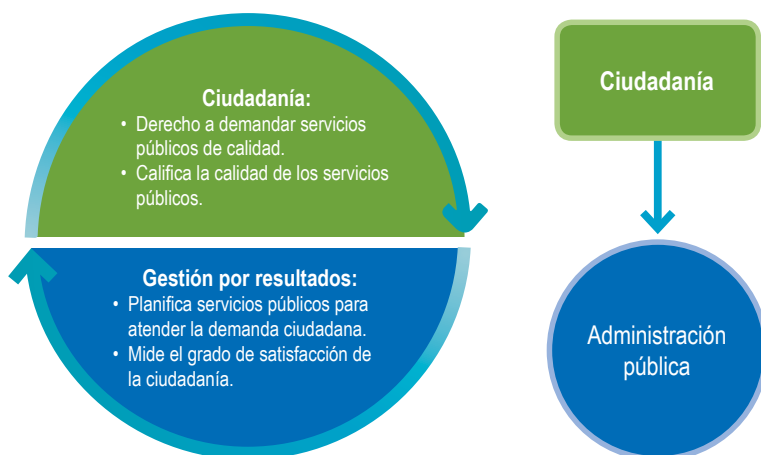 Ciudadanía:
• Derecho a demandar servicios
públicos de calidad.
• Califica la calidad de los servicios
públicos.
Gestión por resultados:
• Planifica servicios públicos para
atender la demanda ciudadana.
• Mide el grado de satisfacción de
la ciudadanía.
Ciudadanía
Administración
pública